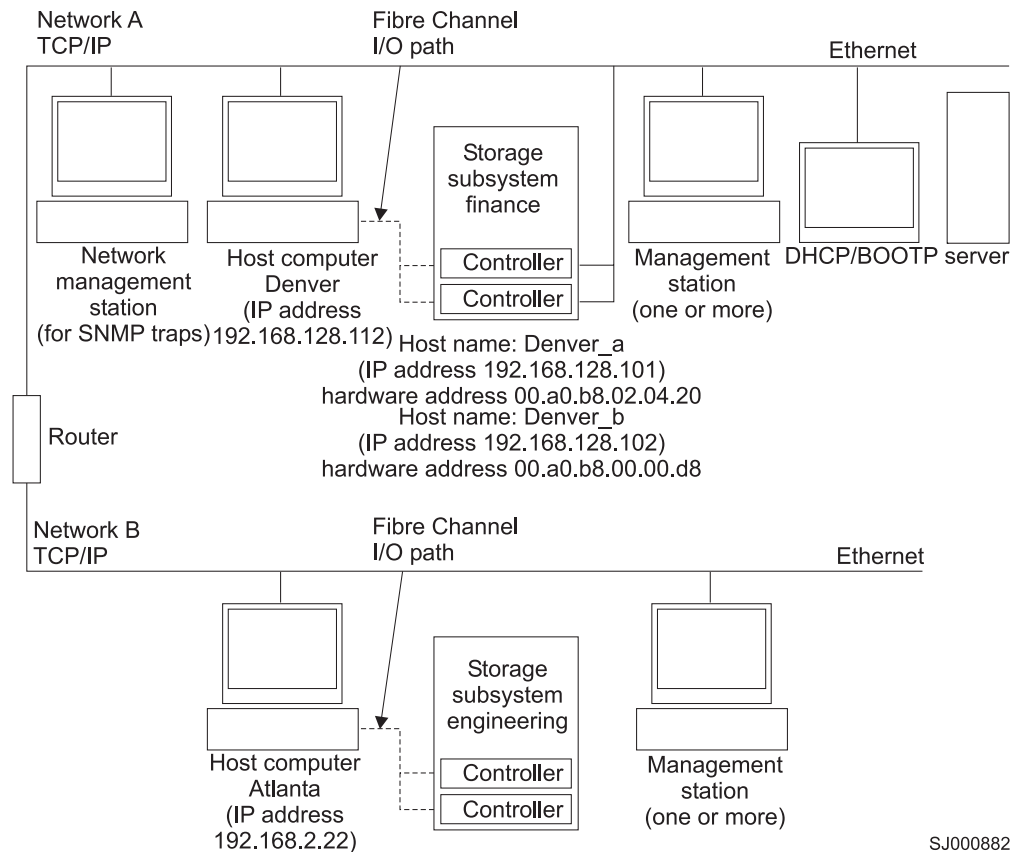 Network A
TCP/IP
Fibre Channel
I/O path
Ethernet
Storage
subsystem
finance
Controller
Controller
Network
management
station
(for SNMP traps)
Host computer
Denver
(IP address
192.168.128.112)
Management
station
(one or more)
DHCP/BOOTP server
Host name: Denver_a
(IP address 192.168.128.101)
hardware address 00.a0.b8.02.04.20
Host name: Denver_b
(IP address 192.168.128.102)
hardware address 00.a0.b8.00.00.d8
Router
Network B
TCP/IP
Fibre Channel
I/O path
Ethernet
Storage
subsystem
engineering
Controller
Controller
Host computer
Atlanta
(IP address
192.168.2.22)
Management
station
(one or more)
SJ000882